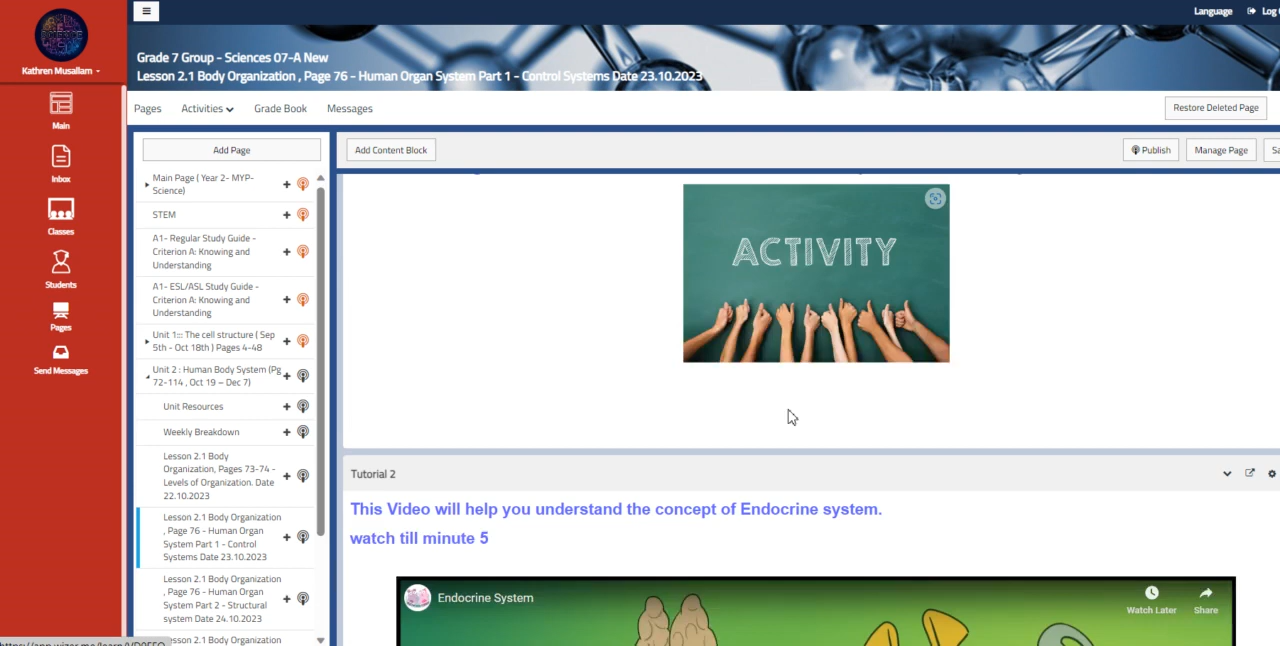 Language
Log
Kathren Musallam
Grade 7 Group - Sciences 07-A New
Lesson 2.1 Body Organization , Page 76 - Human Organ System Part 1 - Control Systems Date 23.10.2023
Pages
Activities
Grade Book
Messages
Restore Deleted Page
Main
Inbox
Classes
Students
Pages
Send Messages
Add Page
Main Page ( Year 2- MYP-
Science)
STEM
A1- Regular Study Guide -
Criterion A: Knowing and
Understanding
A1- ESL/ASL Study Guide -
Criterion A: Knowing and
Understanding
Unit 1::: The cell structure ( Sep
5th - Oct 18th ) Pages 4-48
Unit 2 : Human Body System (Pg
72-114 , Oct 19 – Dec 7)
Unit Resources
Weekly Breakdown
Lesson 2.1 Body
Organization, Pages 73-74 -
Levels of Organization. Date
22.10.2023
Lesson 2.1 Body Organization
, Page 76 - Human Organ
System Part 1 - Control
Systems Date 23.10.2023
Lesson 2.1 Body Organization
, Page 76 - Human Organ
System Part 2 - Structural
system Date 24.10.2023
Lesson 2.1 Body Organization
Add Content Block
Publish
Manage Page
ACTIVITY
Tutorial 2
This Video will help you understand the concept of Endocrine system.
watch till minute 5
Endocrine System
Watch Later
Share